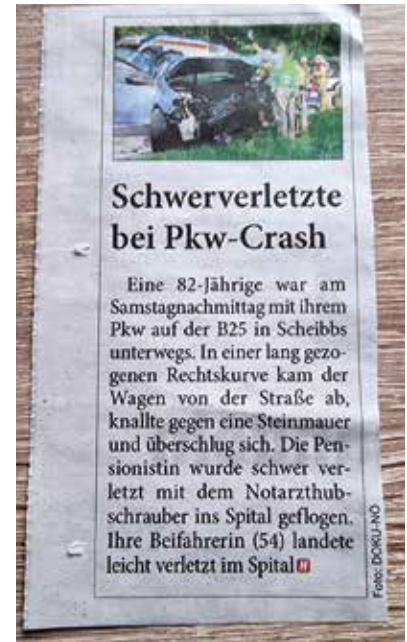 Schwerverletzte
bei Pkw-Crash
Eine 82-Jährige war am
Samstagnachmittag mit ihrem
Pkw auf der B25 in Scheibbs
unterwegs. In einer lang gezo-
genen Rechtskurve kam der
Wagen von der Straße ab,
knallte gegen eine Steinmauer
und überschlug sich. Die Pen-
sionistin wurde schwer ver-
letzt mit dem Notarzthub-
schrauber ins Spital geflogen.
Ihre Beifahrerin (54) landete
leicht verletzt im Spital
Foto: DOKU-NÖ